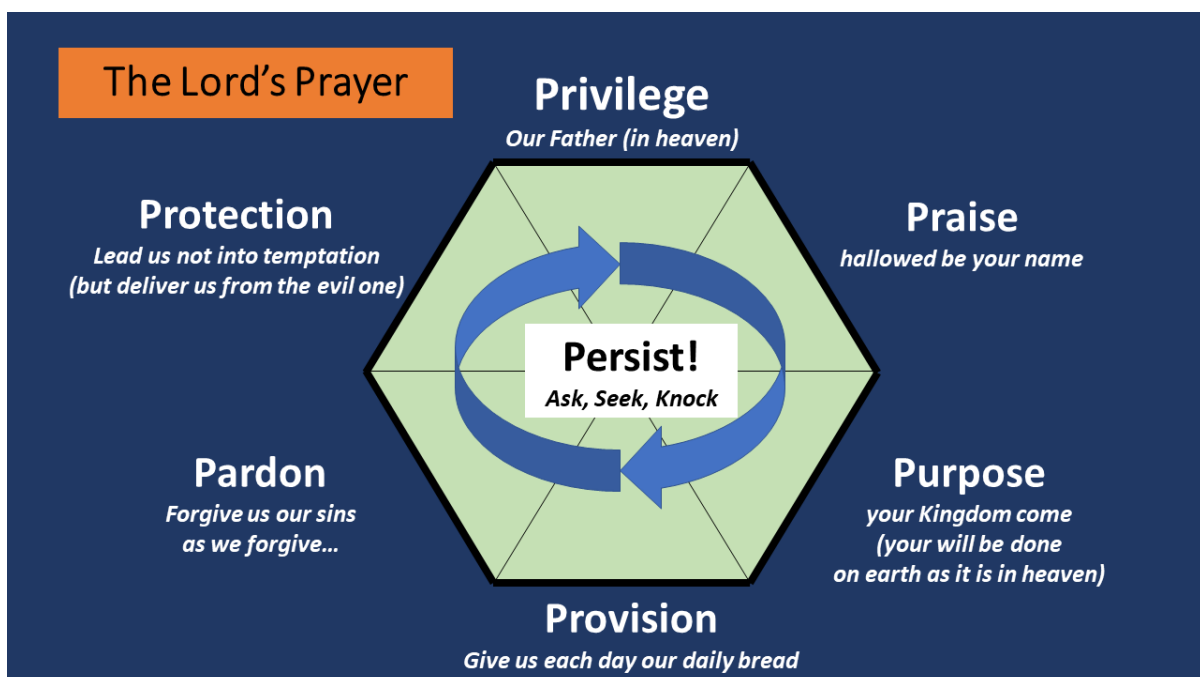 The Lord's Prayer
Privilege
Our Father (in heaven)
Praise
hallowed be your name
Purpose
your Kingdom come
(your will be done
on earth as it is in heaven)
Provision
Give us each day our daily bread
Pardon
Forgive us our sins
as we forgive...
Protection
Lead us not into temptation
(but deliver us from the evil one)
Persist!
Ask, Seek, Knock